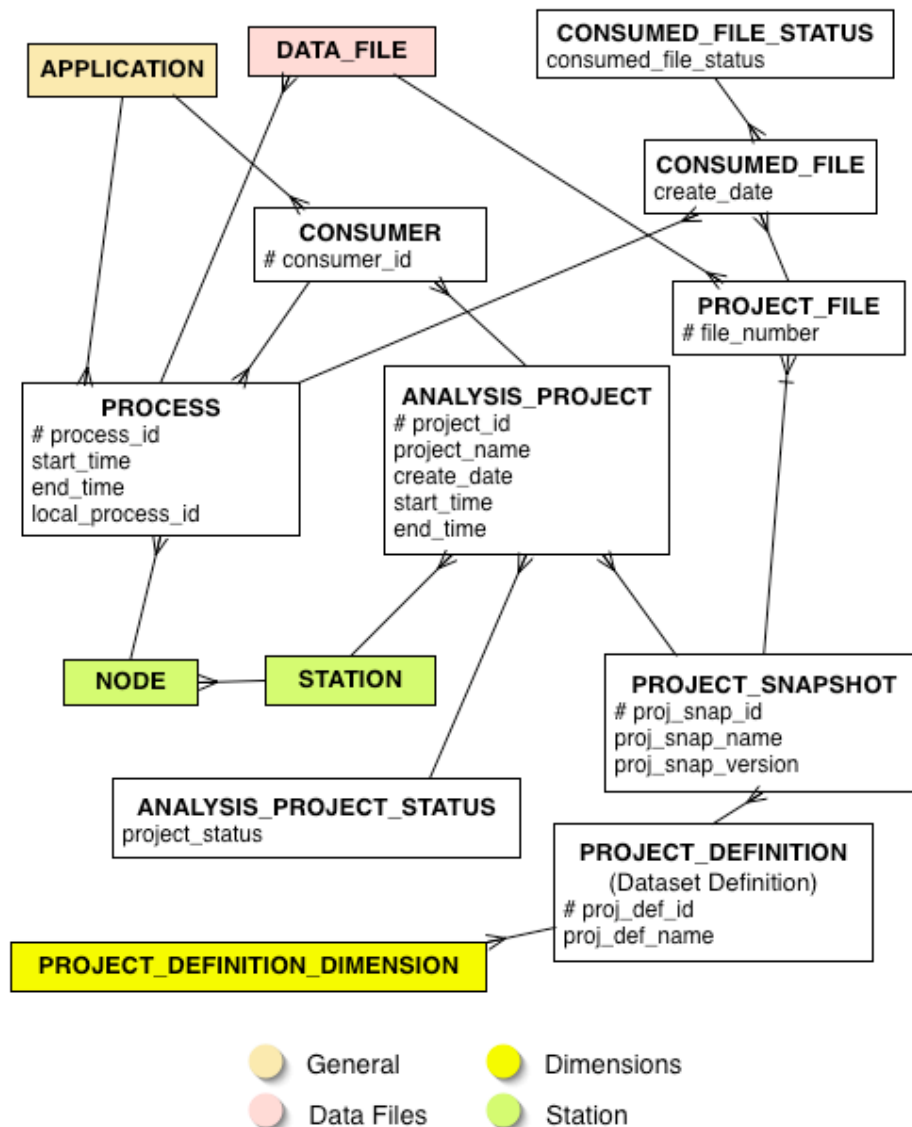 APPLICATION
DATA_FILE
CONSUMED_FILE_STATUS
consumed_file_status
CONSUMED_FILE
create_date
CONSUMER
# consumer_id
PROJECT_FILE
# file_number
PROCESS
# process_id
start_time
end_time
local_process_id
ANALYSIS_PROJECT
# project_id
project_name
create_date
start_time
end_time
NODE
STATION
PROJECT_SNAPSHOT
# proj_snap_id
proj_snap_name
proj_snap_version
ANALYSIS_PROJECT_STATUS
project_status
PROJECT_DEFINITION
(Dataset Definition)
# proj_def_id
proj_def_name
PROJECT_DEFINITION_DIMENSION
General
Dimensions
Data Files
Station